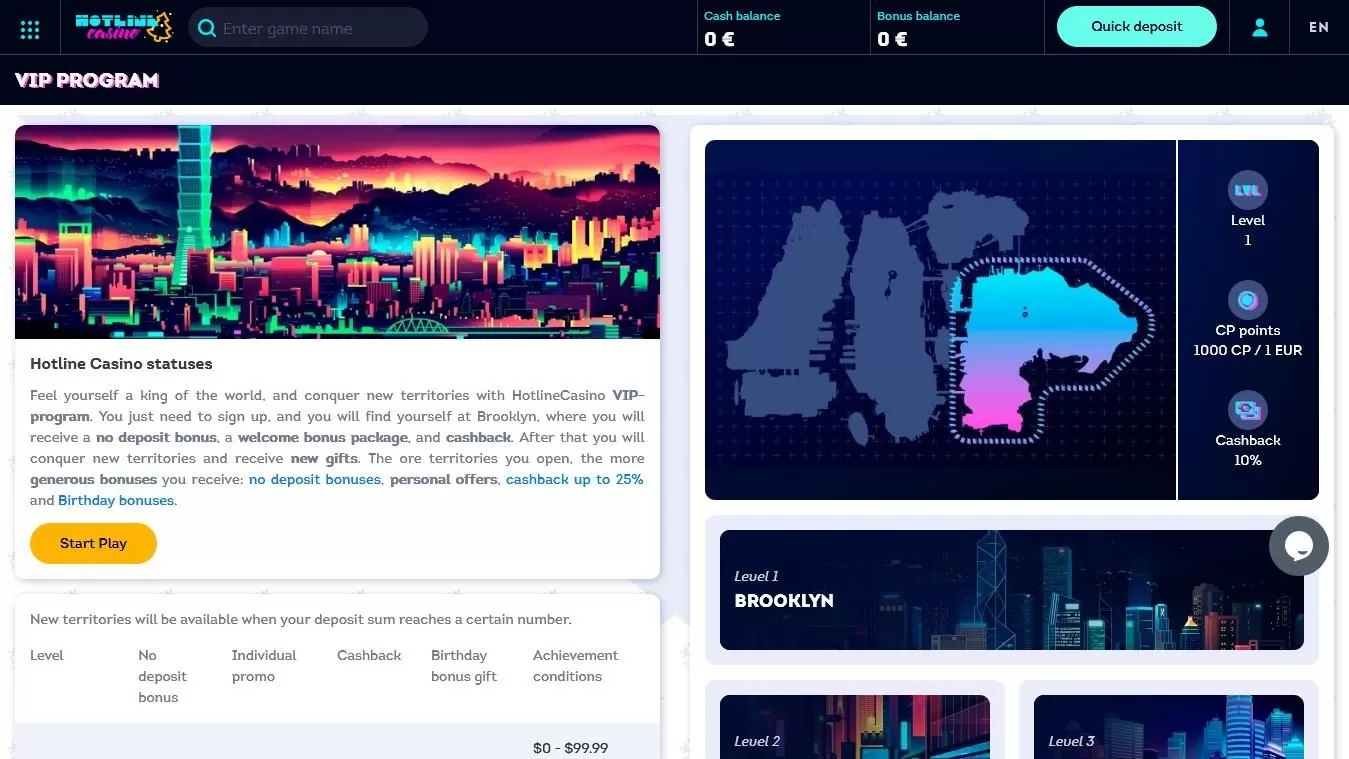 HOTLINE
casino
Enter game name
Cash balance
0 €
Bonus balance
0 €
Quick deposit
EN
VIP PROGRAM
Hotline Casino statuses
Feel yourself a king of the world, and conquer new territories with HotlineCasino VIP-
program. You just need to sign up, and you will find yourself at Brooklyn, where you will
receive a no deposit bonus, a welcome bonus package, and cashback. After that you will
conquer new territories and receive new gifts. The ore territories you open, the more
generous bonuses you receive: no deposit bonuses, personal offers, cashback up to 25%
and Birthday bonuses.
Start Play
New territories will be available when your deposit sum reaches a certain number.
Level
No
deposit
bonus
Individual
promo
Cashback
Birthday
bonus gift
Achievement
conditions
$0 - $99.99
LVL
Level
1
CP points
1000 CP / 1 EUR
Cashback
10%
Level 1
BROOKLYN
Level 2
Level 3